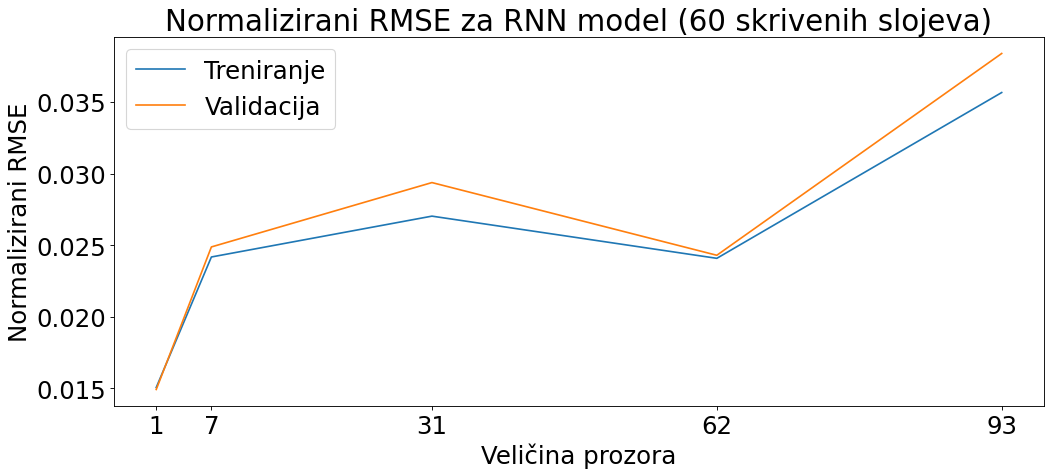 Normalizirani RMSE za RNN model (60 skrivenih slojeva)
Treniranje
Validacija
Normalizirani RMSE
0.035
0.030
0.025
0.020
0.015
1 7 31 62 93
Veličina prozora